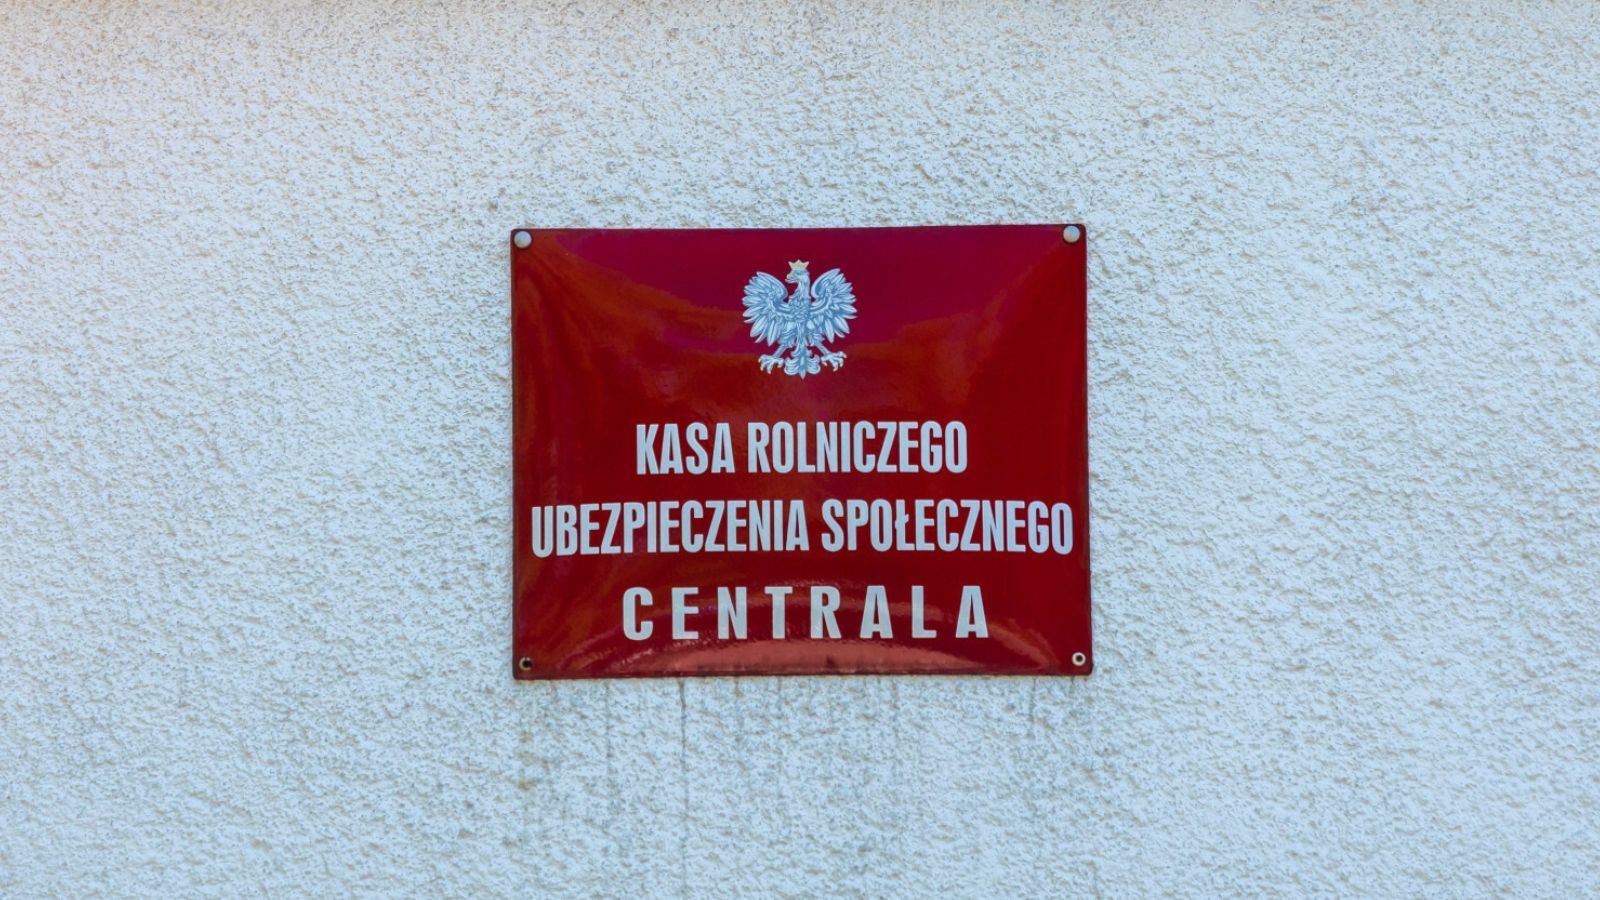 KASA ROLNICZEGO
UBEZPIECZENIA SPOŁECZNEGO
CENTRALA